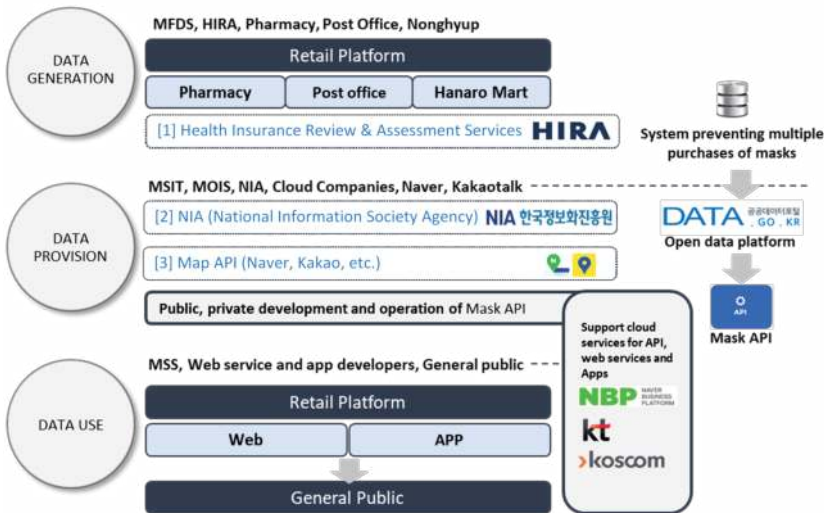 MFDS, HIRA, Pharmacy, Post Office, Nonghyup
DATA
GENERATION
Retail Platform
Pharmacy
Post office
Hanaro Mart
[1] Health Insurance Review & Assessment Services HIRA
System preventing multiple
purchases of masks
MSIT, MOIS, NIA, Cloud Companies, Naver, Kakaotalk
DATA
PROVISION
[2] NIA (National Information Society Agency) NIA 한국정보화진흥원
[3] Map API (Naver, Kakao, etc.)
N
Public, private development and operation of Mask API
DATA 공공데이터포털
. GO . KR
Open data platform
API
Mask API
Support cloud
services for API,
web services and
Apps
NBP NAVER
BUSINESS
PLATFORM
kt
koscom
MSS, Web service and app developers, General public
DATA USE
Retail Platform
Web
APP
General Public